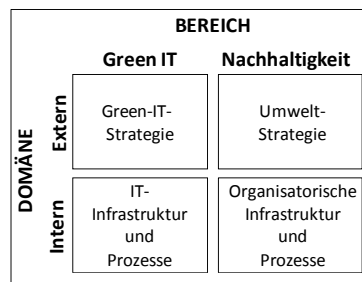 BEREICH
Green IT
Nachhaltigkeit
DOMÄNE
Extern
Green-IT-
Strategie
Umwelt-
Strategie
Intern
IT-
Infrastruktur
und
Prozesse
Organisatorische
Infrastruktur
und
Prozesse